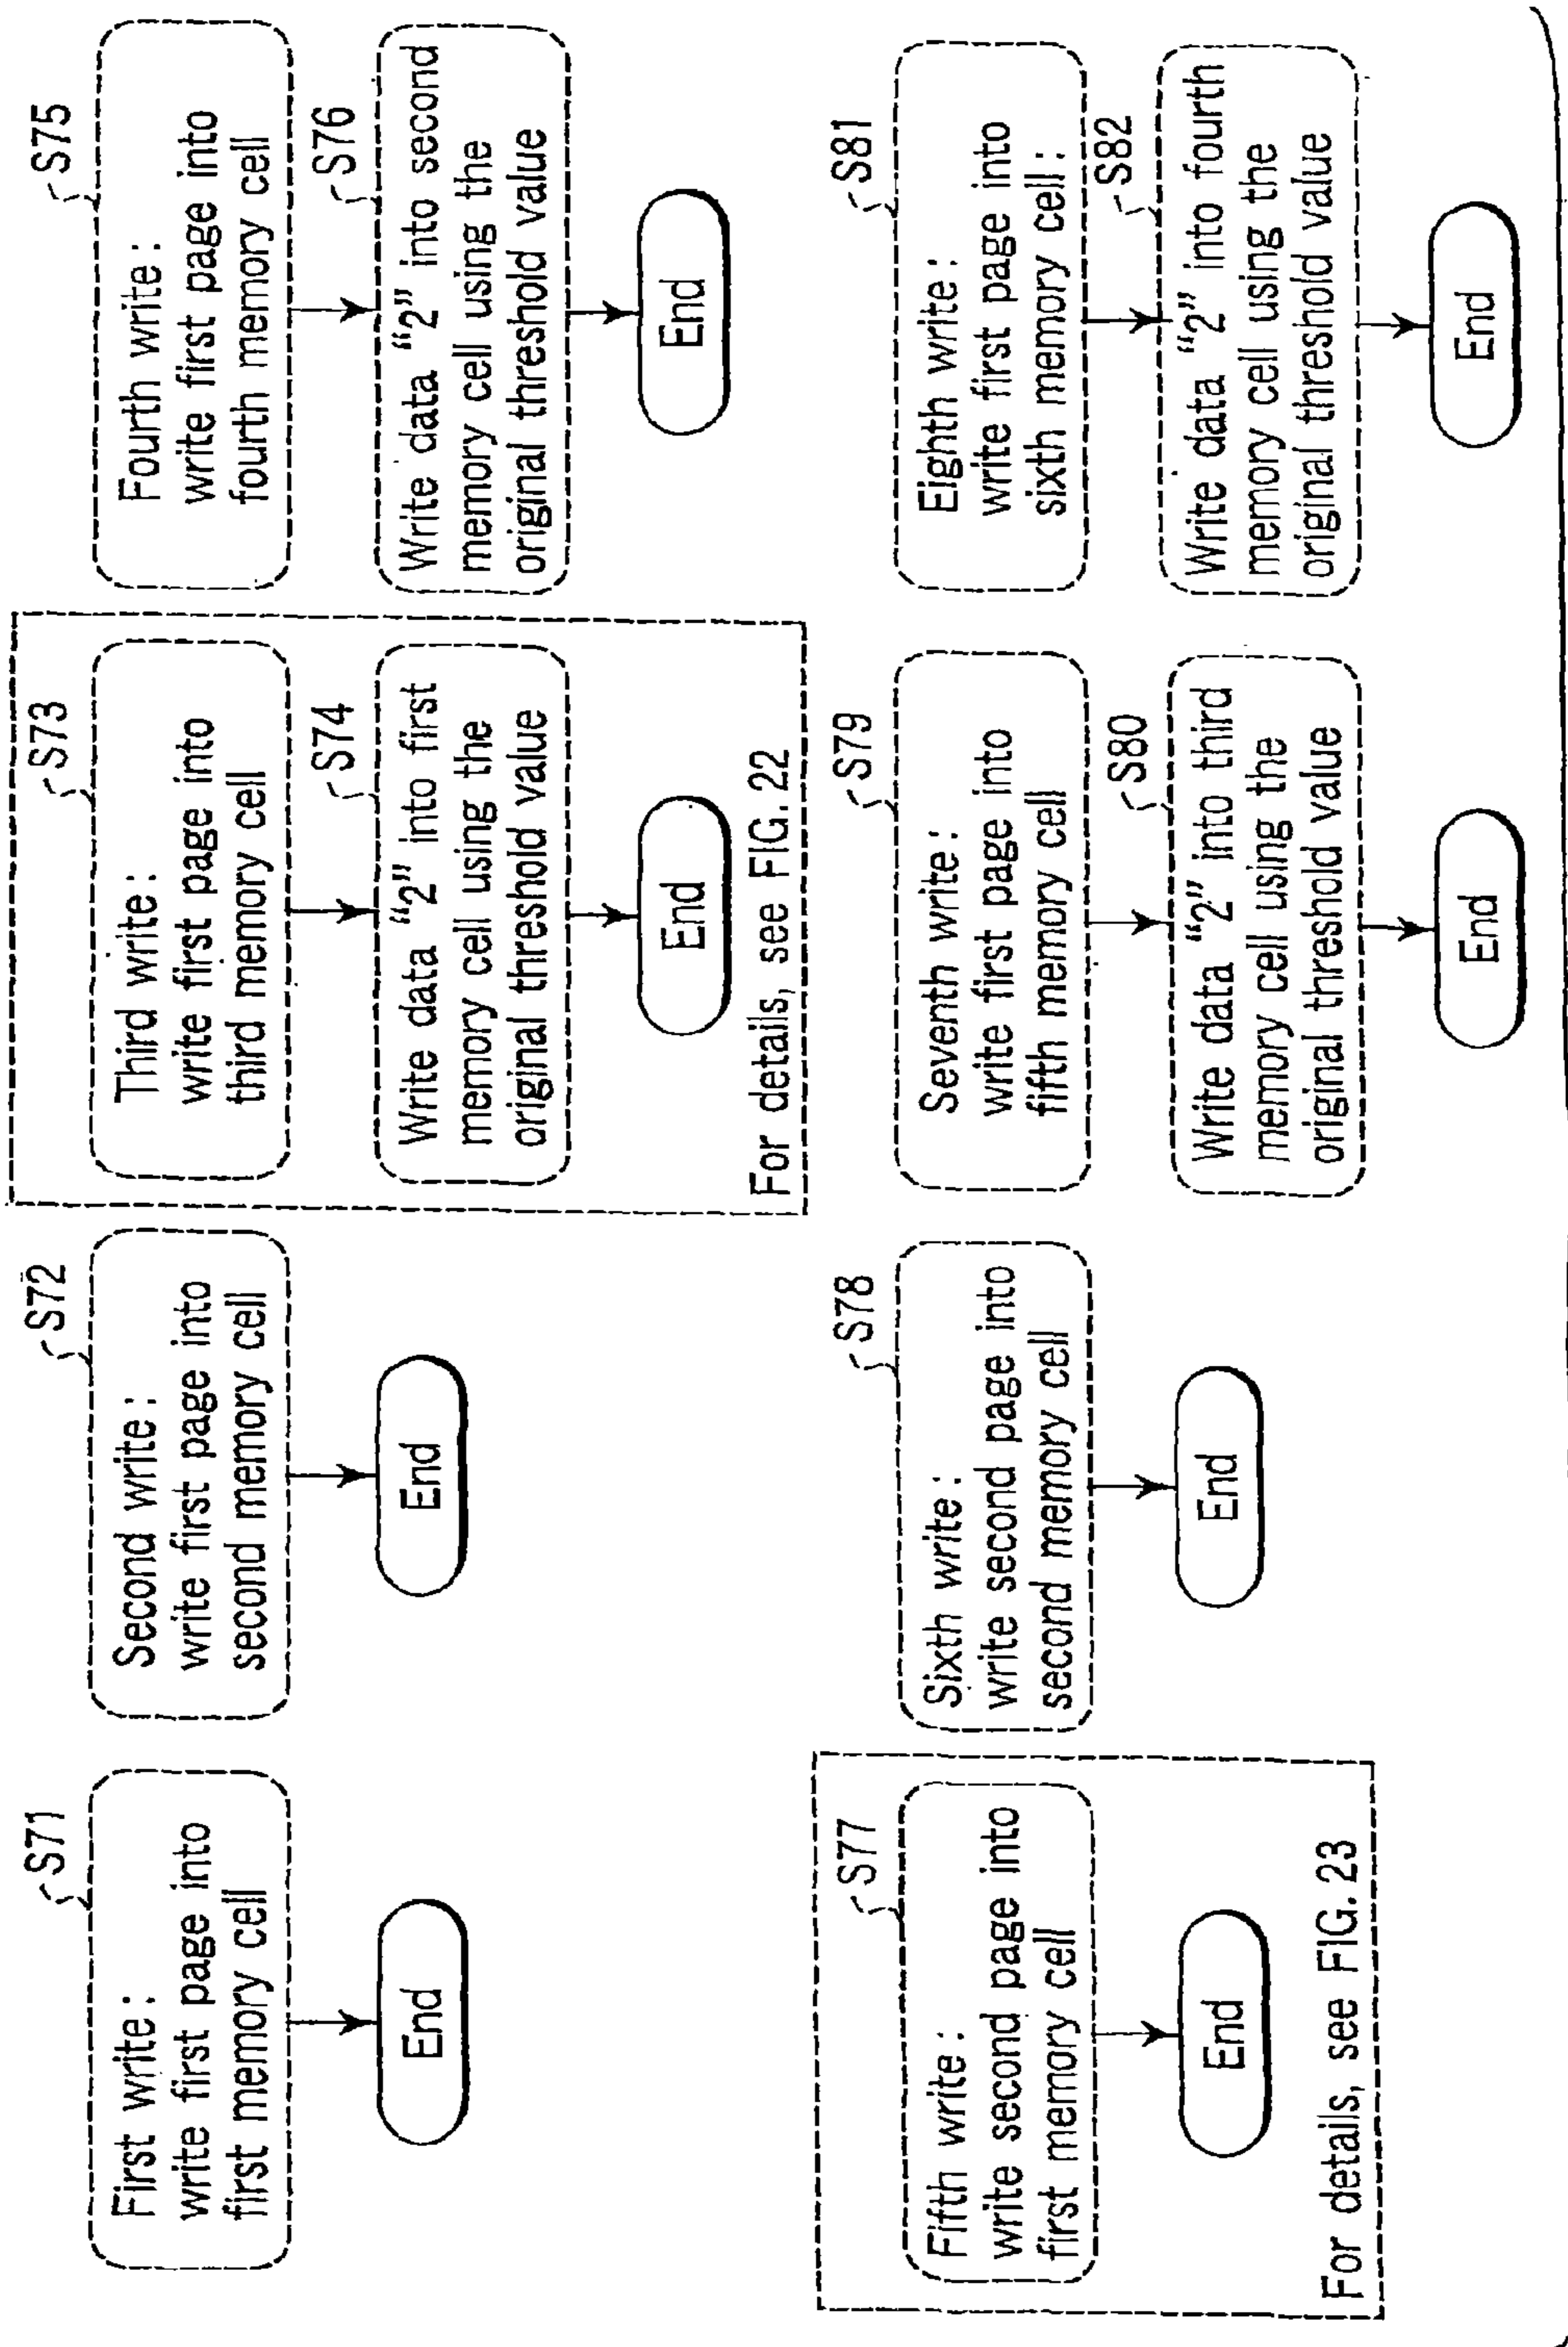 S71
First write :
write first page into
first memory cell
End
S72
Second write :
write first page into
second memory cell
End
S73
Third write :
write first page into
third memory cell
S74
Write data “2” into first
memory cell using the
original threshold value
End
For details, see FIG. 22
S75
Fourth write :
write first page into
fourth memory cell
S76
Write data “2” into second
memory cell using the
original threshold value
End
S77
Fifth write :
write second page into
first memory cell
End
For details, see FIG. 23
S78
Sixth write :
write second page into
second memory cell
End
S79
Seventh write :
write first page into
fifth memory cell
S80
Write data “2” into third
memory cell using the
original threshold value
End
S81
Eighth write :
write first page into
sixth memory cell :
S82
Write data “2” into fourth
memory cell using the
original threshold value
End